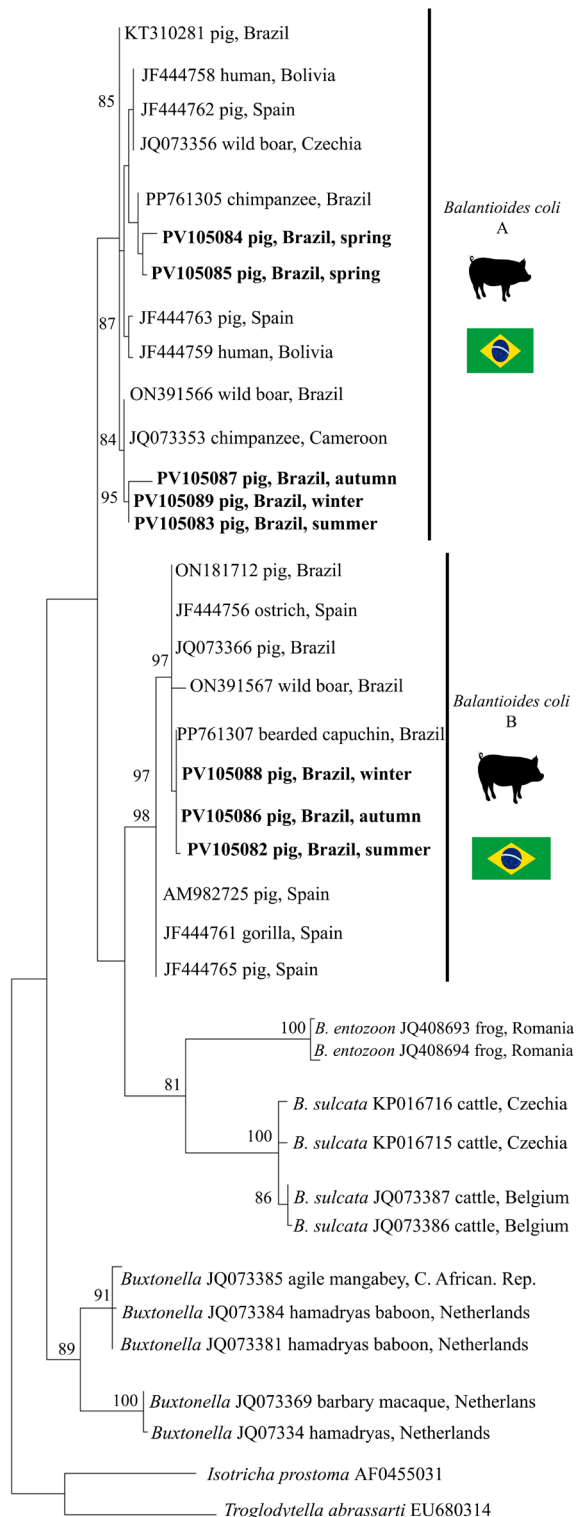 KT310281 pig, Brazil
85
JF444758 human, Bolivia
JF444762 pig, Spain
JQ073356 wild boar, Czechia
PP761305 chimpanzee, Brazil
PV105084 pig, Brazil, spring
PV105085 pig, Brazil, spring
Balantioides coli
A
87
JF444763 pig, Spain
JF444759 human, Bolivia
ON391566 wild boar, Brazil
84
JQ073353 chimpanzee, Cameroon
PV105087 pig, Brazil, autumn
95
PV105089 pig, Brazil, winter
PV105083 pig, Brazil, summer
ON181712 pig, Brazil
JF444756 ostrich, Spain
JQ073366 pig, Brazil
97
ON391567 wild boar, Brazil
Balantioides coli
B
PP761307 bearded capuchin, Brazil
97
PV105088 pig, Brazil, winter
98
PV105086 pig, Brazil, autumn
PV105082 pig, Brazil, summer
AM982725 pig, Spain
JF444761 gorilla, Spain
JF444765 pig, Spain
100
B. entozoon JQ408693 frog, Romania
B. entozoon JQ408694 frog, Romania
81
B. sulcata KP016716 cattle, Czechia
100
B. sulcata KP016715 cattle, Czechia
86
B. sulcata JQ073387 cattle, Belgium
B. sulcata JQ073386 cattle, Belgium
Buxtonella JQ073385 agile mangabey, C. African. Rep.
91
Buxtonella JQ073384 hamadryas baboon, Netherlands
Buxtonella JQ073381 hamadryas baboon, Netherlands
89
100
Buxtonella JQ073369 barbary macaque, Netherlans
Buxtonella JQ07334 hamadryas, Netherlands
Isotricha prostoma AF0455031
Troglodytella abrassarti EU680314